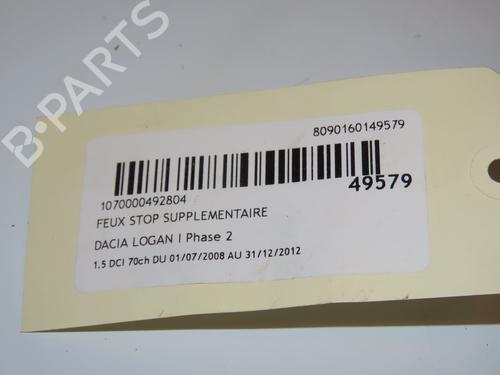 8090160149579
1070000492804
49579
FEUX STOP SUPPLEMENTAIRE
DACIA LOGAN I Phase 2
1.5 DCI 70ch DU 01/07/2008 AU 31/12/2012
B-PARTS